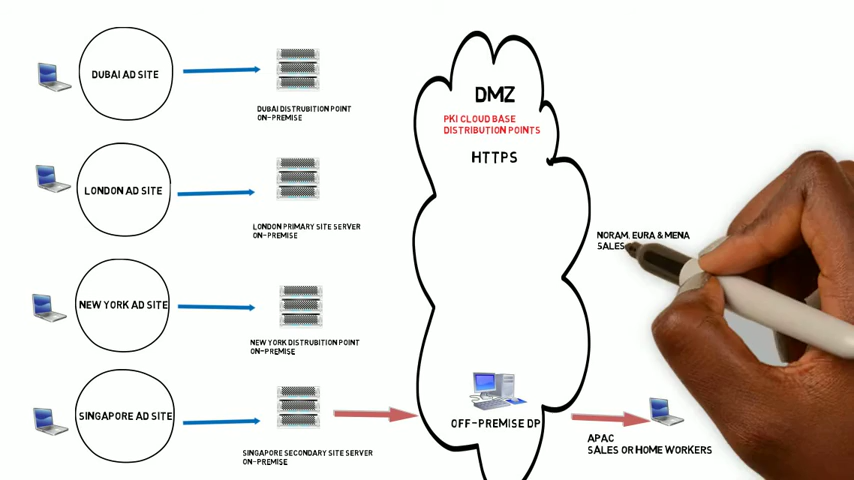 DUBAI AD SITE
DUBAI DISTRUBITION POINT
ON-PREMISE
LONDON AD SITE
LONDON PRIMARY SITE SERVER
ON-PREMISE
NEW YORK AD SITE
NEW YORK DISTRUBITION POINT
ON-PREMISE
SINGAPORE AD SITE
SINGAPORE SECONDARY SITE SERVER
ON-PREMISE
DMZ
PKI CLOUD BASE
DISTRIBUTION POINTS
HTTPS
OFF-PREMISE DP
NORAM, EURA & MENA
SALES
APAC
SALES OR HOME WORKERS